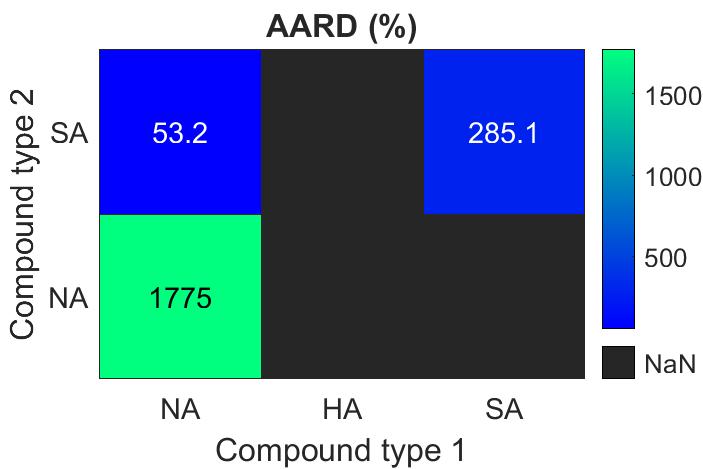 AARD (%)
Compound type 2
SA
53.2
285.1
NA
1775
NA
HA
SA
Compound type 1
1500
1000
500
NaN